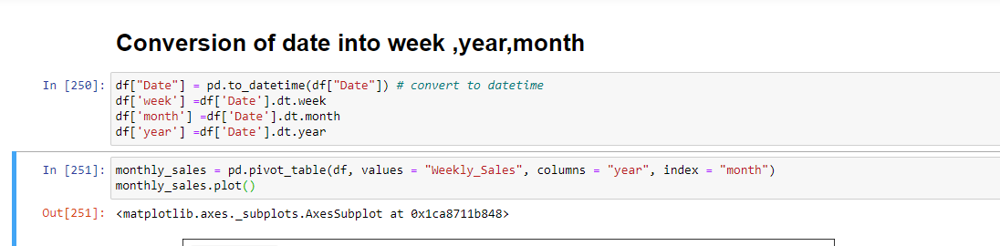 Conversion of date into week ,year,month
In [250]: df["Date"] = pd.to_datetime(df["Date"]) # convert to datetime
df['week'] =df['Date'].dt.week
df['month'] =df['Date'].dt.month
df['year'] =df['Date'].dt.year
In [251]: monthly_sales = pd.pivot_table(df, values = "Weekly_Sales", columns = "year", index = "month")
monthly_sales.plot()
Out[251]: <matplotlib.axes._subplots.AxesSubplot at 0x1ca8711b848>